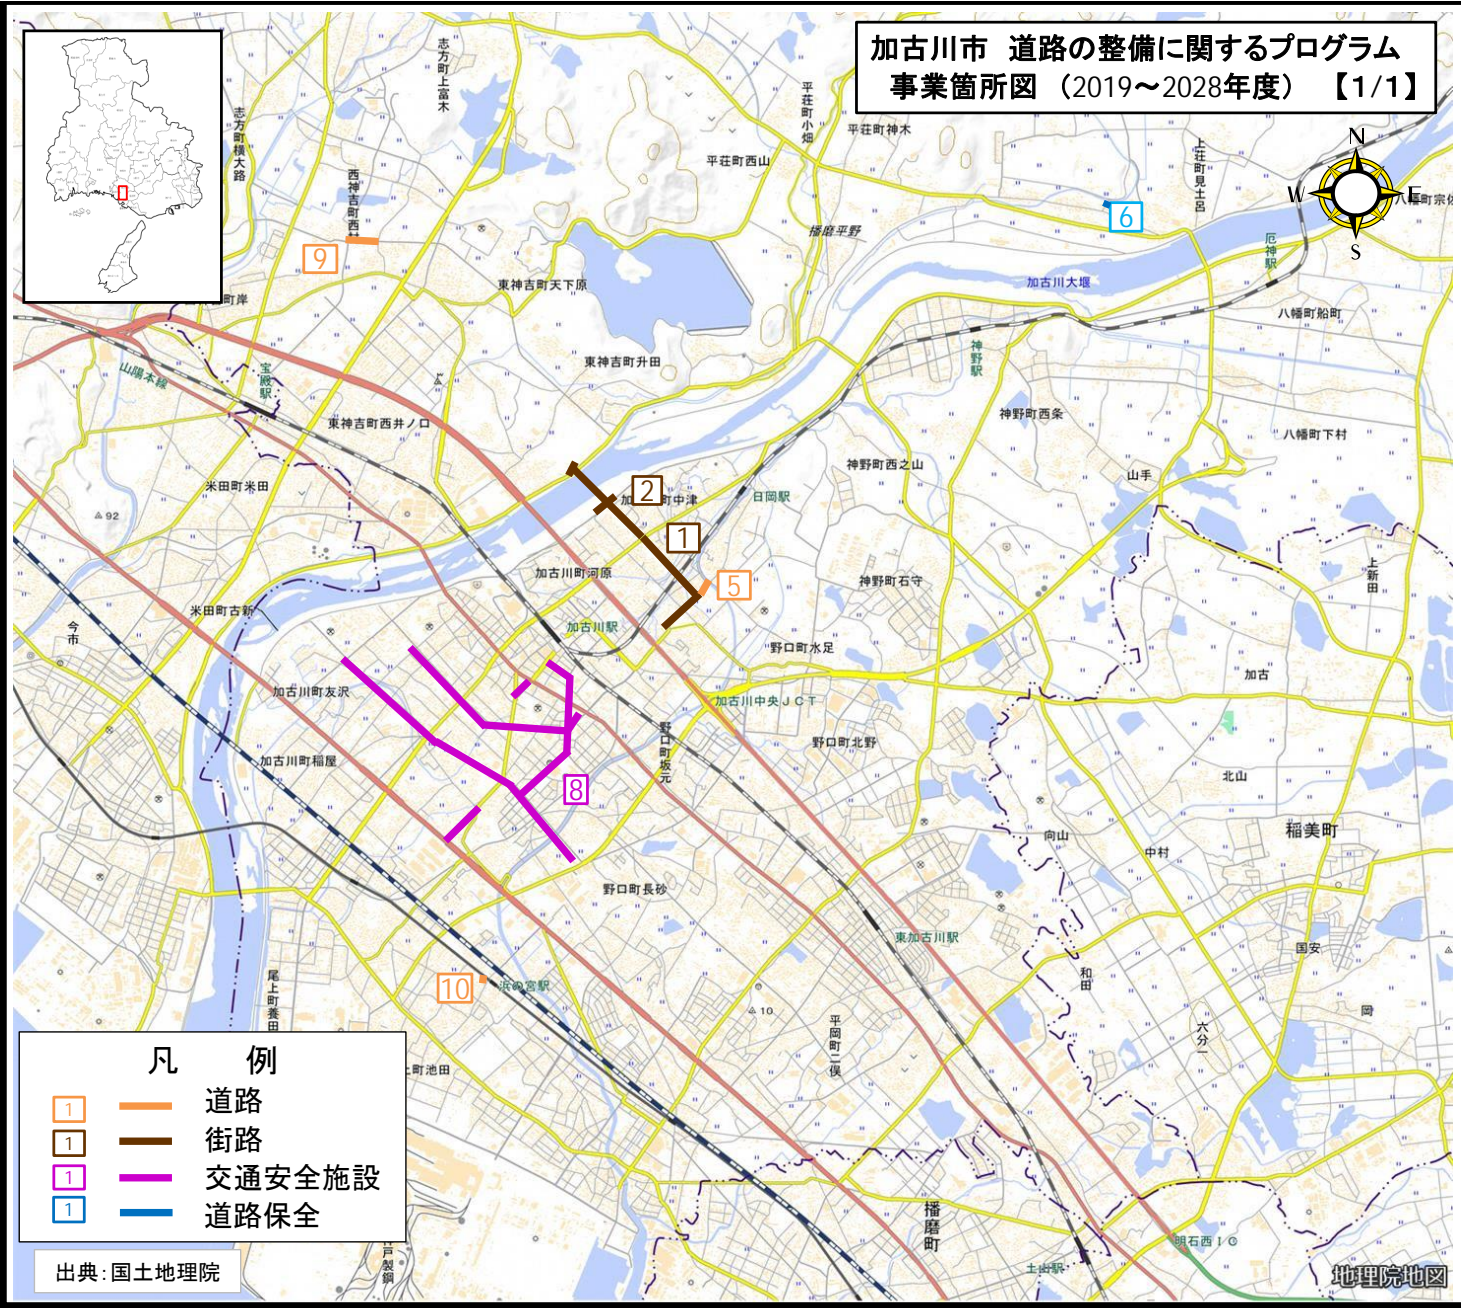 加古川市 道路の整備に関するプログラム
事業箇所図 （2019～2028年度） 【1/1】
N
W
E
S
志方町上富木
志方町横大路
平荘町小畑
平荘町神木
平荘町西山
上荘町見土呂
西神吉町西村
6
9
播磨平野
厄神駅
加古川大堰
東神吉町天下原
町岸
八幡町船町
山陽本線
宝殿駅
東神吉町升田
神野駅
東神吉町西井ノ口
神野町西条
八幡町下村
神野町西之山
山手
米田町米田
2
町中津
日岡駅
92
1
加古川町河原
5
神野町石守
上新田
米田町古新
今市
加古川駅
野口町水足
加古
加古川町友沢
加古川中央JCT
野口町坂元
野口町北野
加古川町稲屋
北山
8
稲美町
向山
中村
野口町長砂
東加古川駅
国安
和田
尾上町養田
10
浜の宮駅
10
平岡町二俣
六分一
岡
町池田
凡 例
1 道路
1 街路
1 交通安全施設
1 道路保全
播磨町
戸製鋼
明石西IC
土山駅
出典：国土地理院
地理院地図